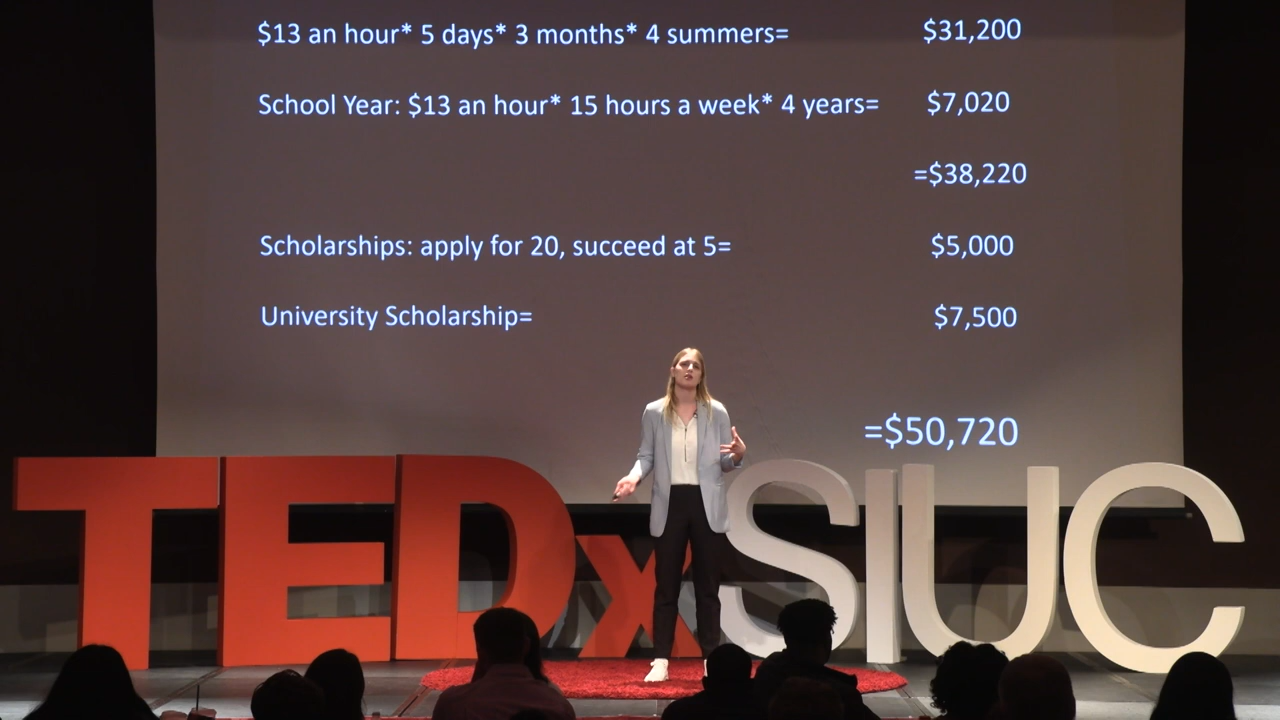 $13 an hour* 5 days* 3 months* 4 summers= $31,200
School Year: $13 an hour* 15 hours a week* 4 years= $7,020
=$38,220
Scholarships: apply for 20, succeed at 5= $5,000
University Scholarship= $7,500
=$50,720
TEDxSIUC